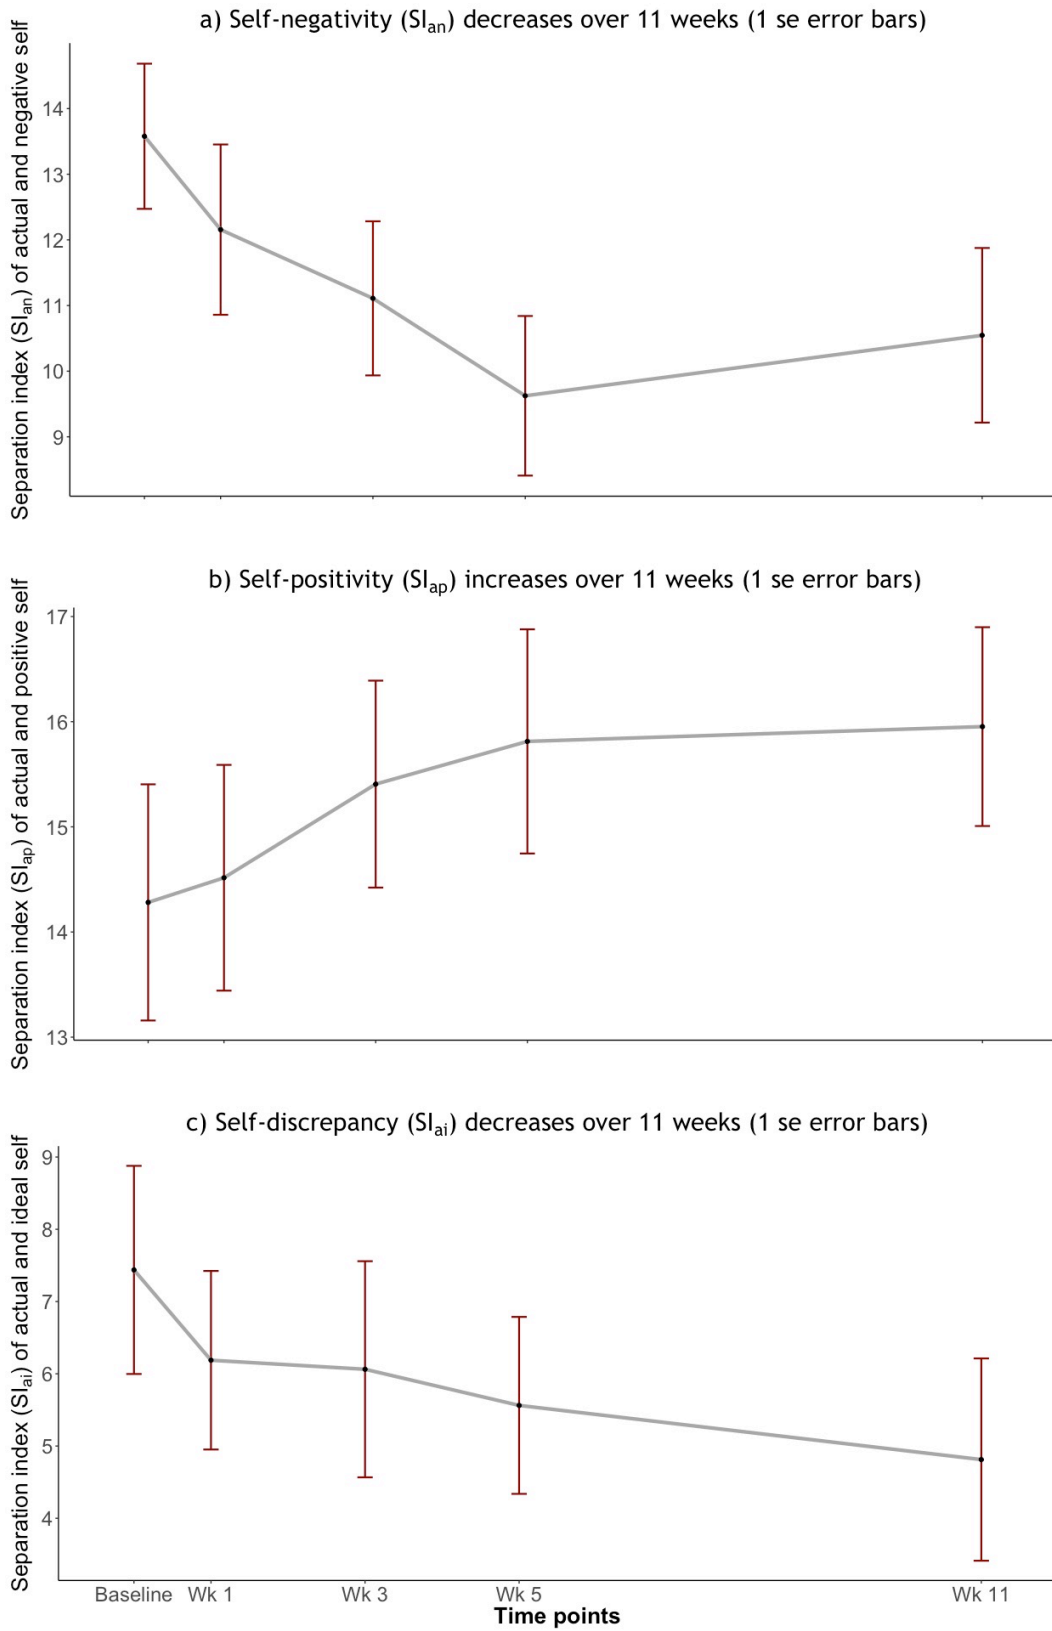 a) Self-negativity (SIan) decreases over 11 weeks (1 se error bars)
Separation index (SIan) of actual and negative self
14
13
12
11
10
9
b) Self-positivity (SIap) increases over 11 weeks (1 se error bars)
Separation index (SIap) of actual and positive self
17
16
15
14
13
c) Self-discrepancy (SIai) decreases over 11 weeks (1 se error bars)
Separation index (SIai) of actual and ideal self
9
8
7
6
5
4
Baseline Wk 1 Wk 3 Wk 5 Wk 11
Time points